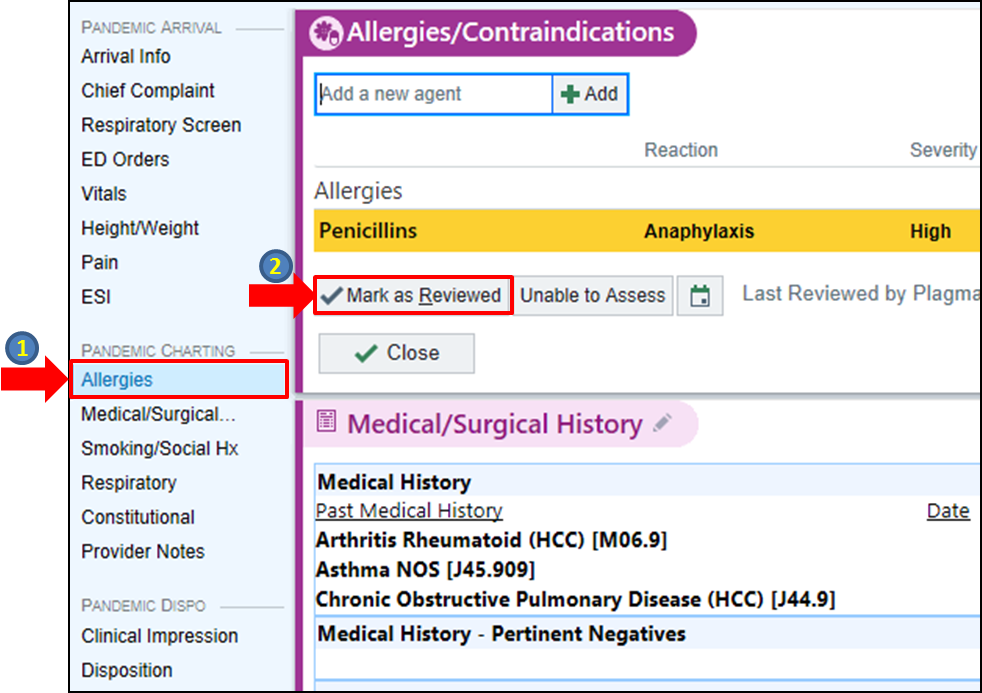 PANDEMIC ARRIVAL
Arrival Info
Chief Complaint
Respiratory Screen
ED Orders
Vitals
Height/Weight
Pain
ESI
1
PANDEMIC CHARTING
Allergies
Medical/Surgical...
Smoking/Social Hx
Respiratory
Constitutional
Provider Notes
PANDEMIC DISPO
Clinical Impression
Disposition
Allergies/Contraindications
Add a new agent Add
Reaction Severity
Allergies
Penicillins Anaphylaxis High
2
Mark as Reviewed Unable to Assess Last Reviewed by Plagma
Close
Medical/Surgical History
Medical History
Past Medical History Date
Arthritis Rheumatoid (HCC) [M06.9]
Asthma NOS [J45.909]
Chronic Obstructive Pulmonary Disease (HCC) [J44.9]
Medical History - Pertinent Negatives